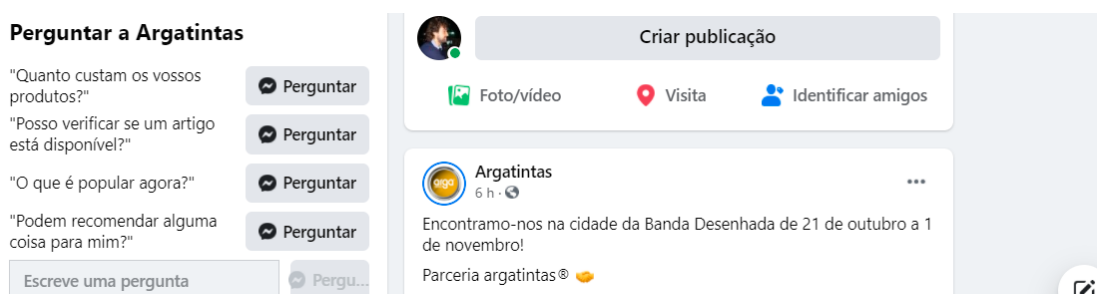 Perguntar a Argatintas
"Quanto custam os vossos
produtos?"
Perguntar
"Posso verificar se um artigo
está disponível?"
Perguntar
"O que é popular agora?"
Perguntar
"Podem recomendar alguma
coisa para mim?"
Perguntar
Escreve uma pergunta
Pergu...
Criar publicação
Foto/vídeo
Visita
Identificar amigos
arga
Argatintas
6 h ·
Encontramo-nos na cidade da Banda Desenhada de 21 de outubro a 1
de novembro!
Parceria argatintas®